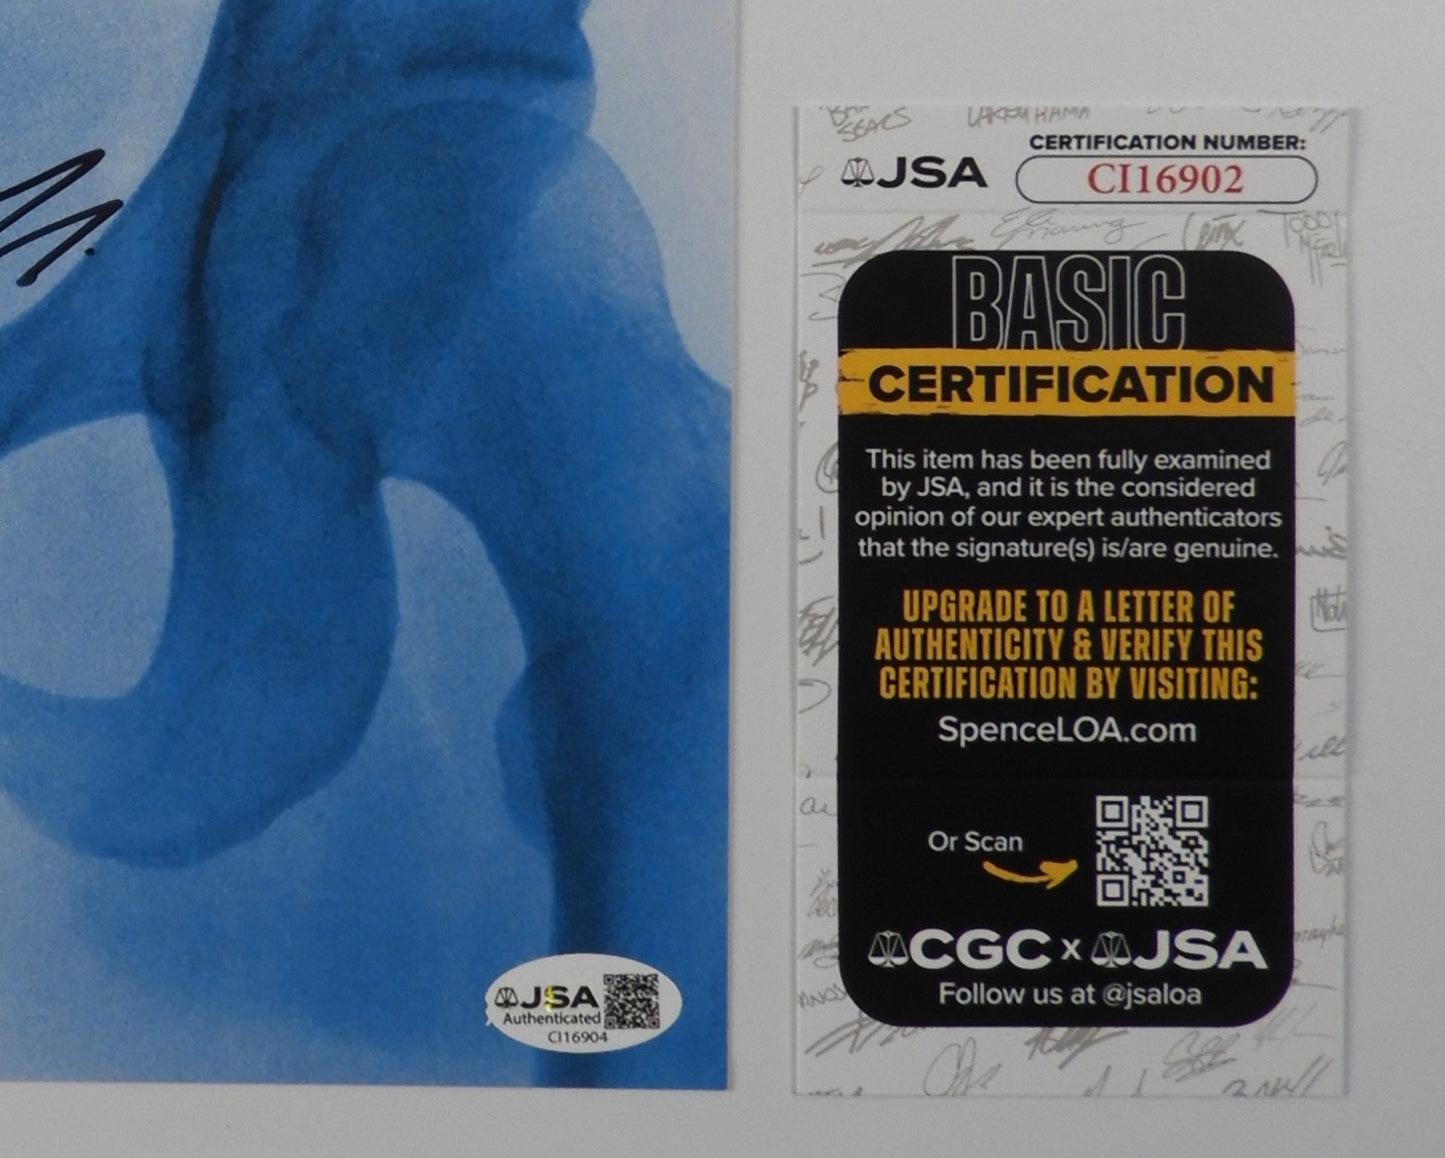 JSA
CERTIFICATION NUMBER:
CI16902
BASIC
CERTIFICATION
This item has been fully examined
by JSA, and it is the considered
opinion of our expert authenticators
that the signature(s) is/are genuine.
UPGRADE TO A LETTER OF
AUTHENTICITY & VERIFY THIS
CERTIFICATION BY VISITING:
SpenceLOA.com
Or Scan
CGC x JSA
Follow us at @jsaloa
JSA
Authenticated
CI16904